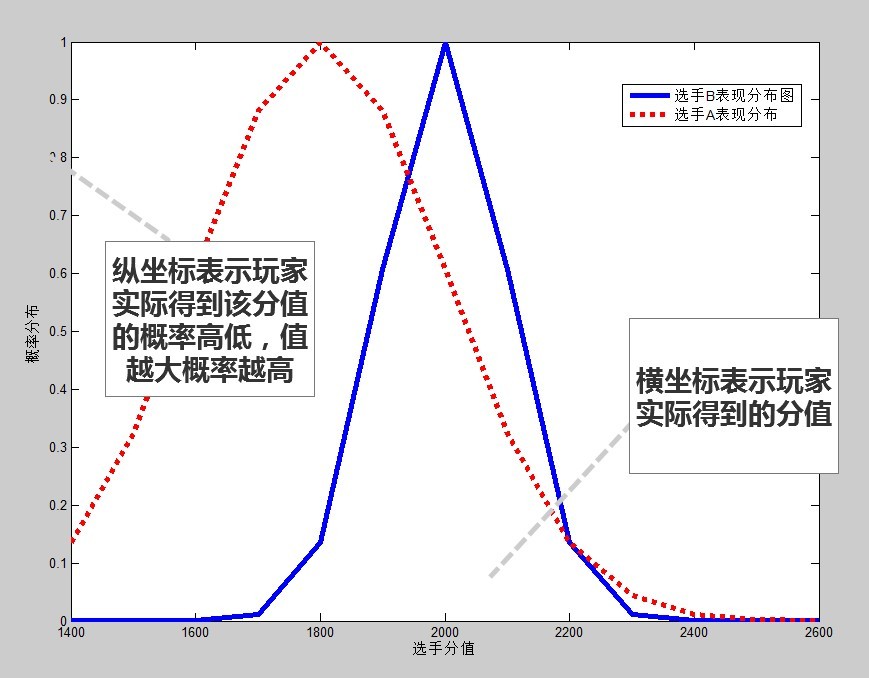 1
0.9
0.8
0.7
0.6
0.5
0.4
0.3
0.2
0.1
0
概率分布
选手B表现分布图
选手A表现分布
纵坐标表示玩家
实际得到该分值
的概率高低，值
越大概率越高
横坐标表示玩家
实际得到的分值
1400
1600
1800
2000
2200
2400
2600
选手分值